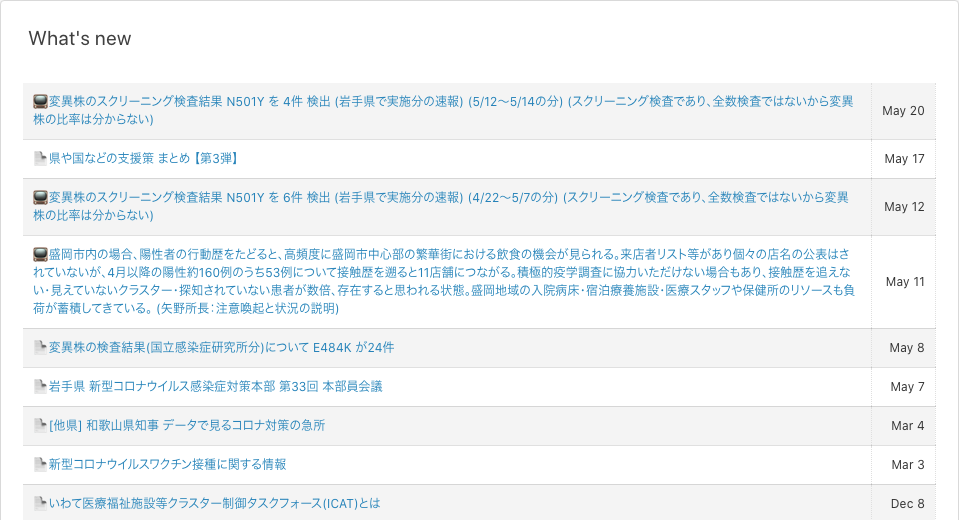 What's new
変異株のスクリーニング検査結果 N501Y を 4件 検出 (岩手県で実施分の速報) (5/12〜5/14の分) (スクリーニング検査であり、全数検査ではないから変異
株の比率は分からない)
May 20
県や国などの支援策 まとめ【第3弾】
May 17
変異株のスクリーニング検査結果 N501Y を 6件 検出 (岩手県で実施分の速報) (4/22〜5/7の分) (スクリーニング検査であり、全数検査ではないから変異
株の比率は分からない)
May 12
盛岡市内の場合、陽性者の行動歴をたどると、高頻度に盛岡市中心部の繁華街における飲食の機会が見られる。来店者リスト等があり個々の店名の公表はさ
れていないが、4月以降の陽性約160例のうち53例について接触歴を遡ると11店舗につながる。積極的疫学調査に協力いただけない場合もあり、接触歴を追えな
い・見えていないクラスター・探知されていない患者が数倍、存在すると思われる状態。盛岡地域の入院病床・宿泊療養施設・医療スタッフや保健所のリソースも負
荷が蓄積してきている。 (矢野所長：注意喚起と状況の説明)
May 11
変異株の検査結果(国立感染症研究所分)について E484K が24件
May 8
岩手県 新型コロナウイルス感染症対策本部 第33回 本部員会議
May 7
[他県] 和歌山県知事 データで見るコロナ対策の急所
Mar 4
新型コロナウイルスワクチン接種に関する情報
Mar 3
いわて医療福祉施設等クラスター制御タスクフォース(ICAT)とは
Dec 8